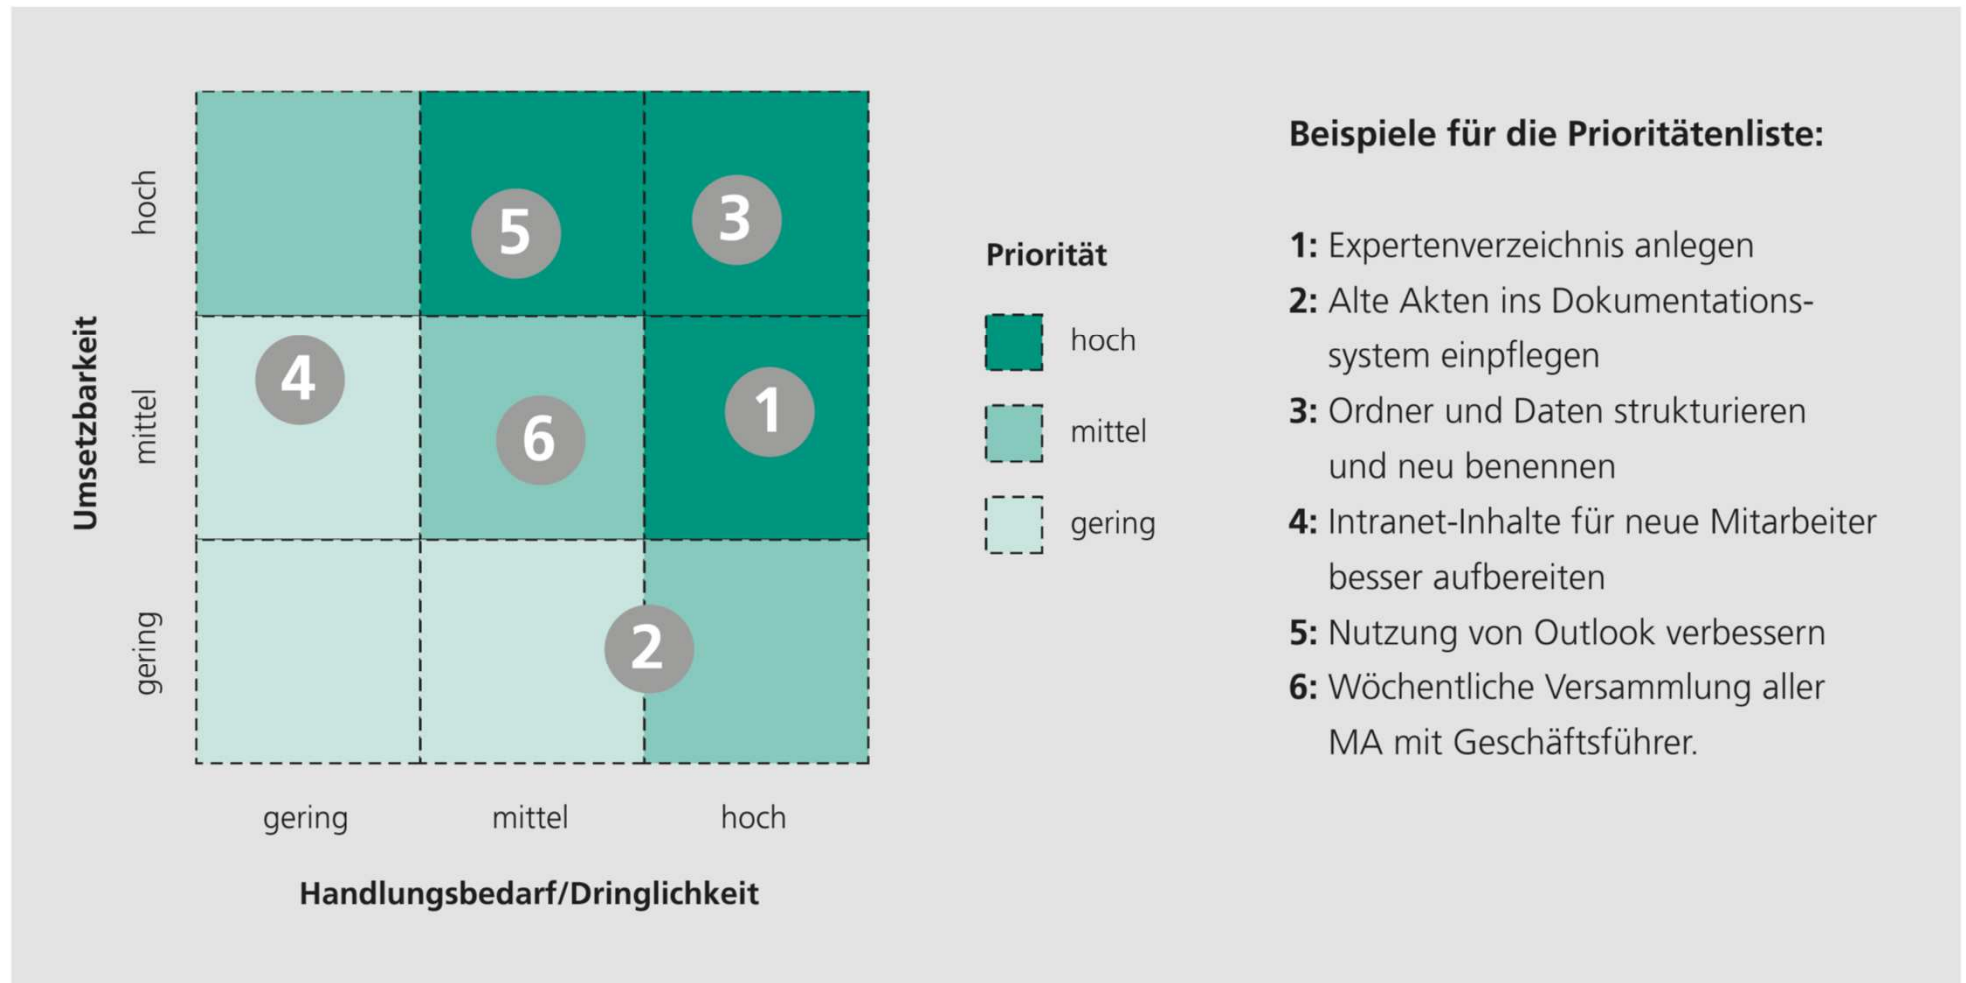 Umsetzbarkeit
hoch
mittel
gering
5
3
4
6
1
2
gering
mittel
hoch
Handlungsbedarf/Dringlichkeit
Priorität
hoch
mittel
gering
Beispiele für die Prioritätenliste:
1: Expertenverzeichnis anlegen
2: Alte Akten ins Dokumentations-
system einpflegen
3: Ordner und Daten strukturieren
und neu benennen
4: Intranet-Inhalte für neue Mitarbeiter
besser aufbereiten
5: Nutzung von Outlook verbessern
6: Wöchentliche Versammlung aller
MA mit Geschäftsführer.